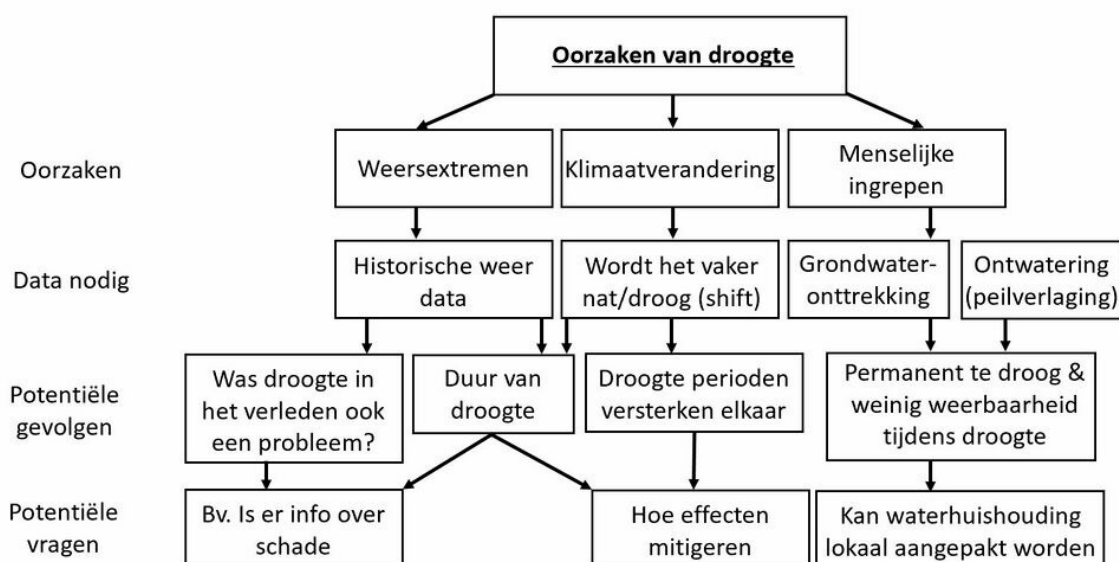 Oorzaken van droogte
Oorzaken
Weersextremen
Klimaatverandering
Menselijke
ingrepen
Data nodig
Historische weer
data
Wordt het vaker
nat/droog (shift)
Grondwater-
onttrekking
Ontwatering
(peilverlaging)
Potentiële
gevolgen
Was droogte in
het verleden ook
een probleem?
Duur van
droogte
Droogte perioden
versterken elkaar
Permanent te droog &
weinig weerbaarheid
tijdens droogte
Potentiële
vragen
Bv. Is er info over
schade
Hoe effecten
mitigeren
Kan waterhuishouding
lokaal aangepakt worden